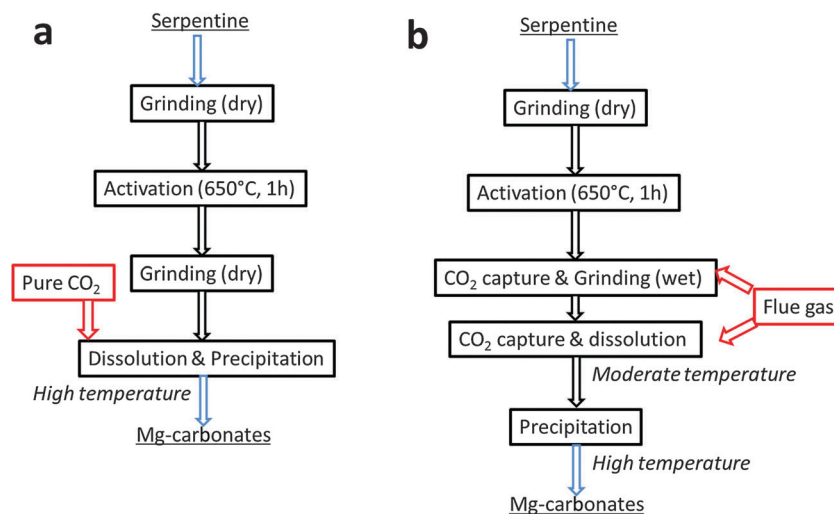 a
Serpentine
Grinding (dry)
Activation (650°C, 1h)
Grinding (dry)
Pure CO₂
Dissolution & Precipitation
High temperature
Mg-carbonates
b
Serpentine
Grinding (dry)
Activation (650°C, 1h)
CO₂ capture & Grinding (wet)
Flue gas
CO₂ capture & dissolution
Moderate temperature
Precipitation
High temperature
Mg-carbonates